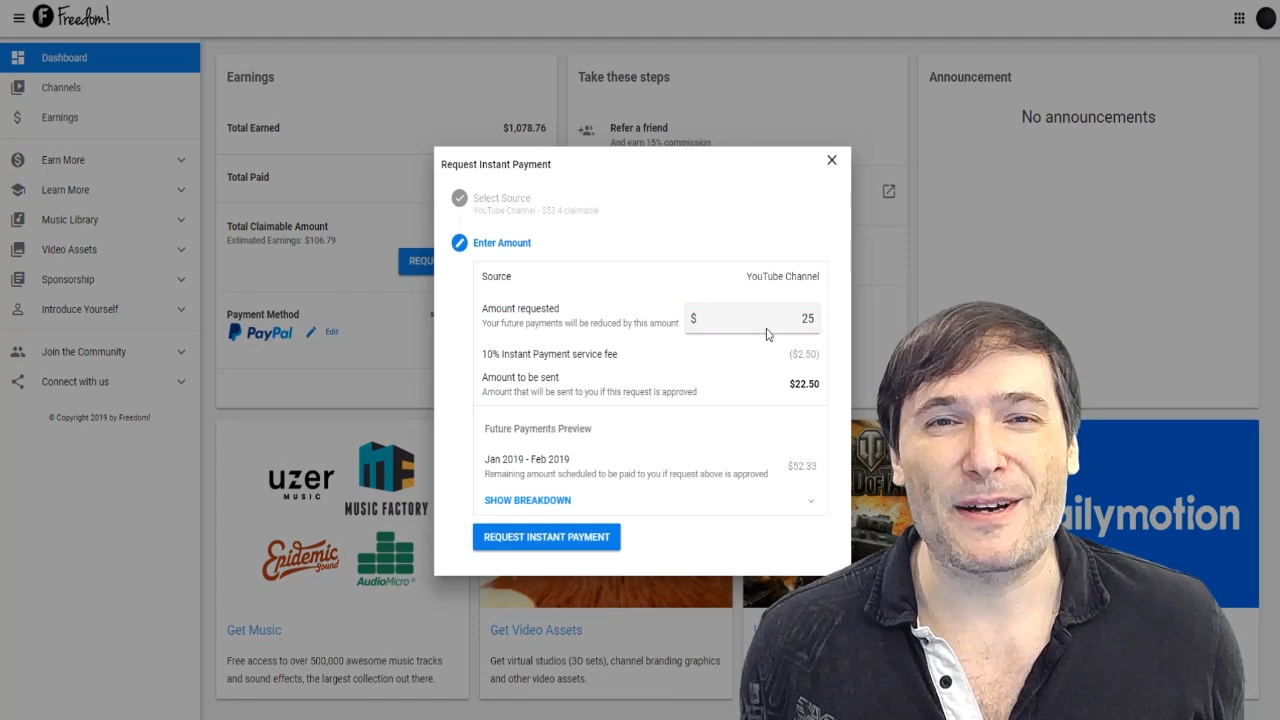 Freedom!
Dashboard
Channels
Earnings
Earn More
Learn More
Music Library
Video Assets
Sponsorship
Introduce Yourself
Join the Community
Connect with us
© Copyright 2019 by Freedom!
Earnings
Total Earned $1,078.76
Total Paid
Total Claimable Amount
Estimated Earnings: $106.79
REQU
Payment Method
PayPal Edit
Take these steps
Refer a friend
And earn 15% commission
Announcement
No announcements
Request Instant Payment
Select Source
YouTube Channel - $53.4 claimable
Enter Amount
Source YouTube Channel
Amount requested
Your future payments will be reduced by this amount
$ 25
10% Instant Payment service fee ($2.50)
Amount to be sent
Amount that will be sent to you if this request is approved
$22.50
Future Payments Preview
Jan 2019 - Feb 2019
Remaining amount scheduled to be paid to you if request above is approved
$52.33
SHOW BREAKDOWN
REQUEST INSTANT PAYMENT
uzer
MUSIC
MUSIC FACTORY
Epidemic
Sound
AudioMicro
Get Music
Free access to over 500,000 awesome music tracks
and sound effects, the largest collection out there.
Get Video Assets
Get virtual studios (3D sets), channel branding graphics
and other video assets.
ilymotion